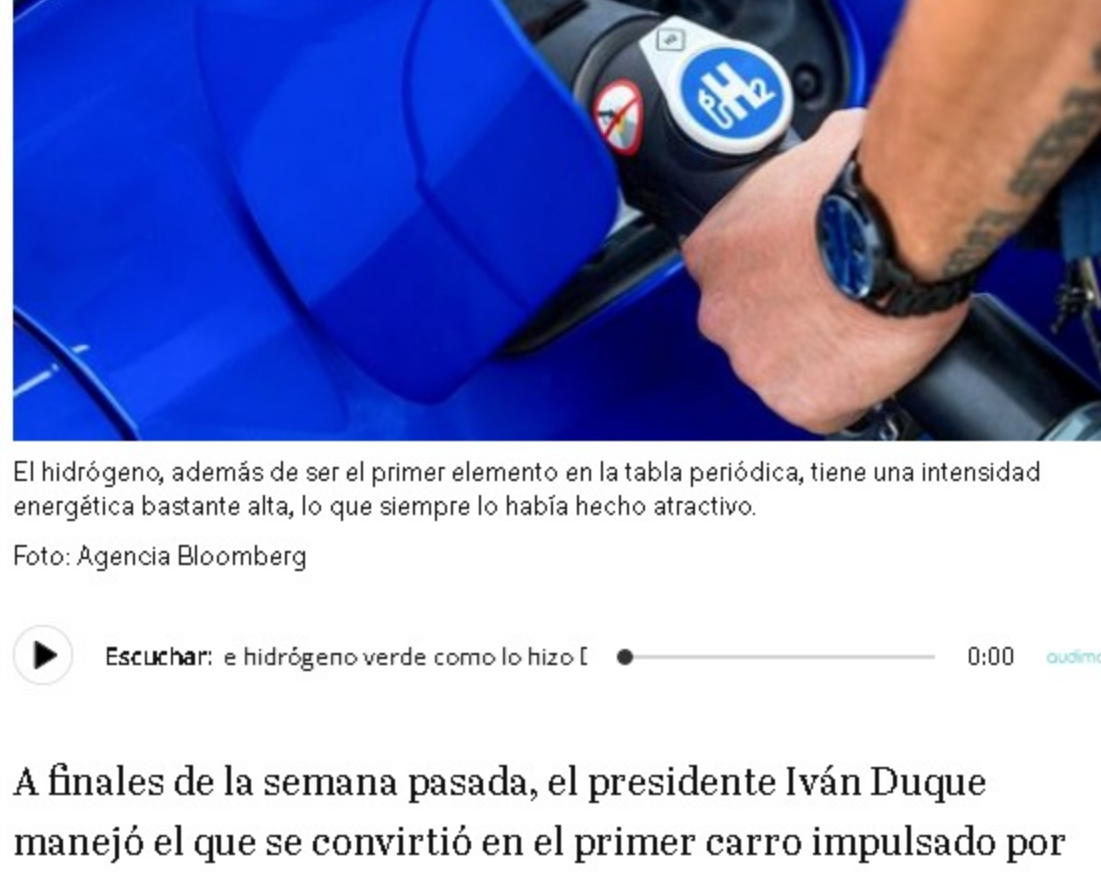 H2
El hidrógeno, además de ser el primer elemento en la tabla periódica, tiene una intensidad
energética bastante alta, lo que siempre lo había hecho atractivo.
Foto: Agencia Bloomberg
Escuchar: e hidrógeno verde como lo hizo 0:00
A finales de la semana pasada, el presidente Iván Duque
manejó el que se convirtió en el primer carro impulsado por